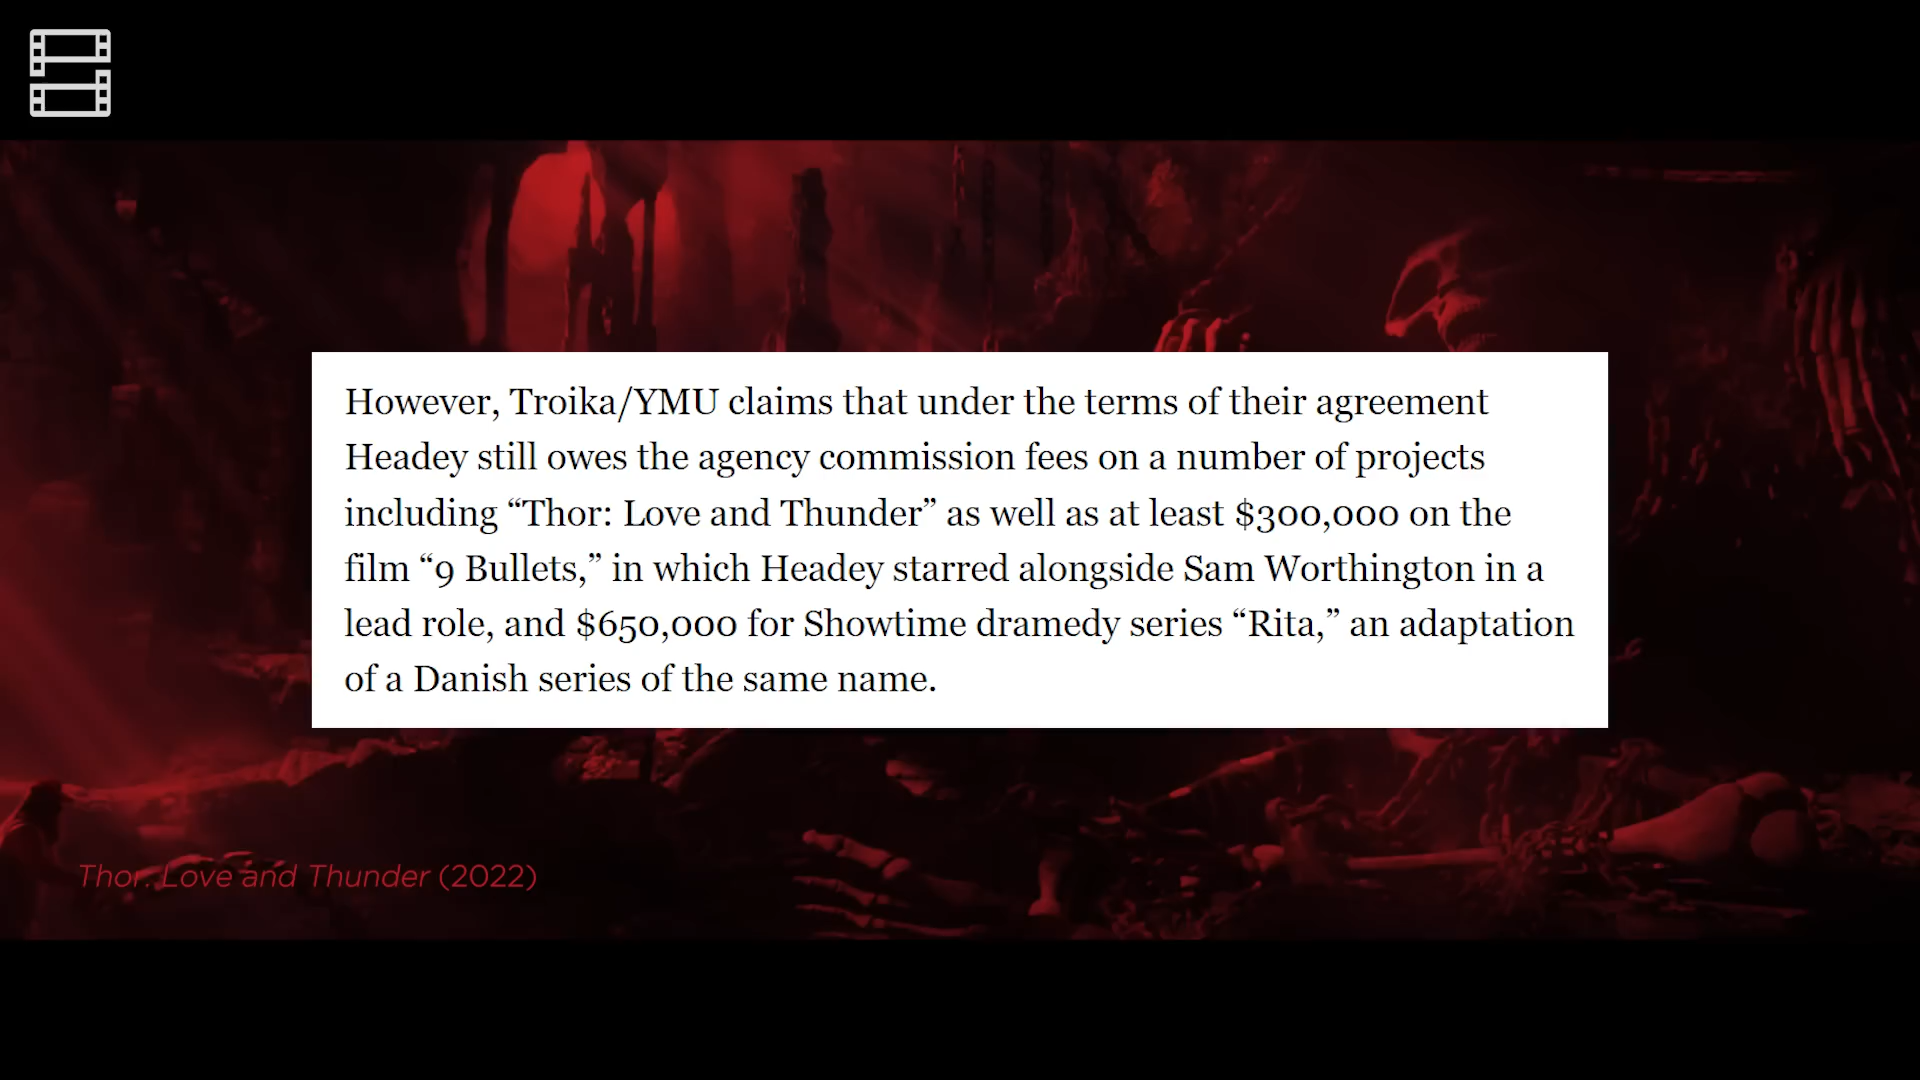 However, Troika/YMU claims that under the terms of their agreement
Headey still owes the agency commission fees on a number of projects
including “Thor: Love and Thunder” as well as at least $300,000 on the
film “9 Bullets,” in which Headey starred alongside Sam Worthington in a
lead role, and $650,000 for Showtime dramedy series “Rita,” an adaptation
of a Danish series of the same name.
Thor: Love and Thunder (2022)